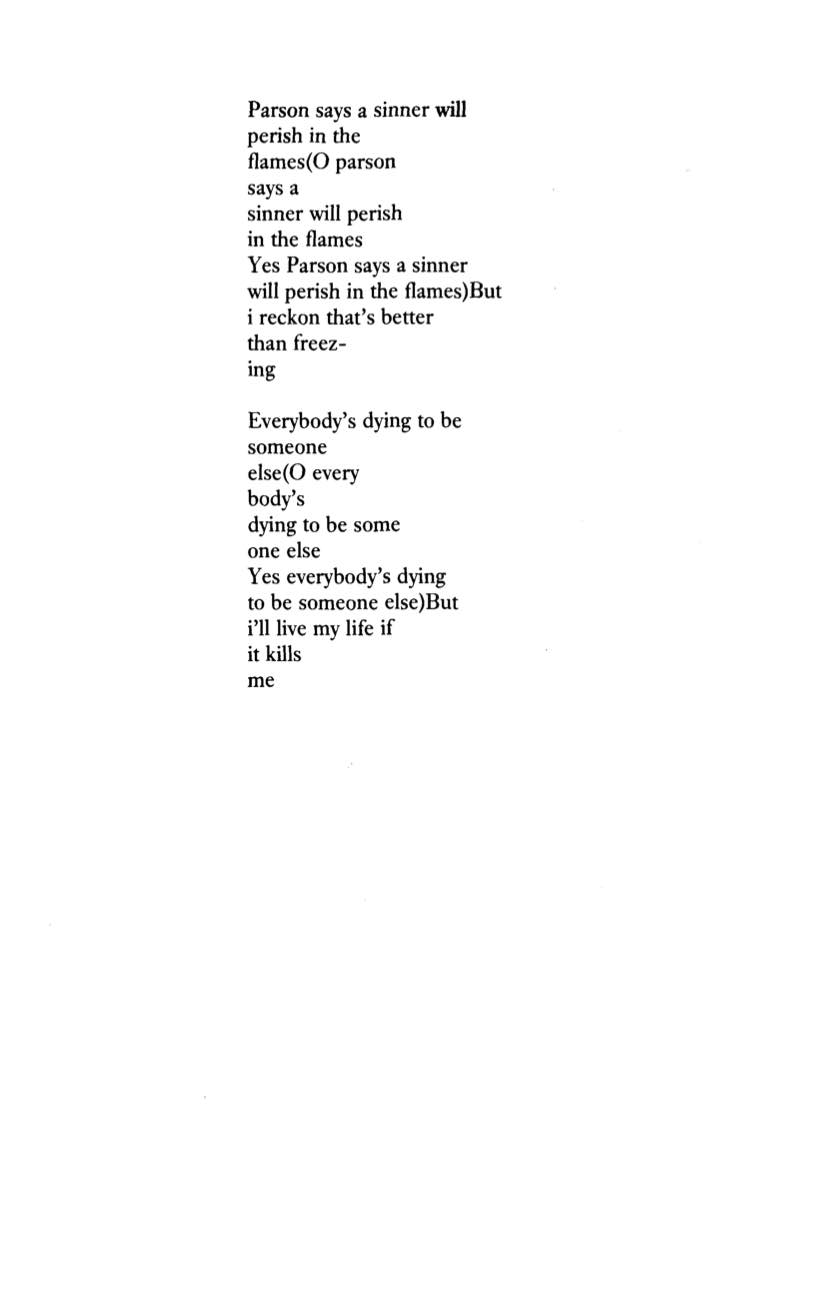 Parson says a sinner will
perish in the
flames(O parson
says a
sinner will perish
in the flames
Yes Parson says a sinner
will perish in the flames)But
i reckon that's better
than freez-
ing

Everybody's dying to be
someone
else(O every
body's
dying to be some
one else
Yes everybody's dying
to be someone else)But
i'll live my life if
it kills
me